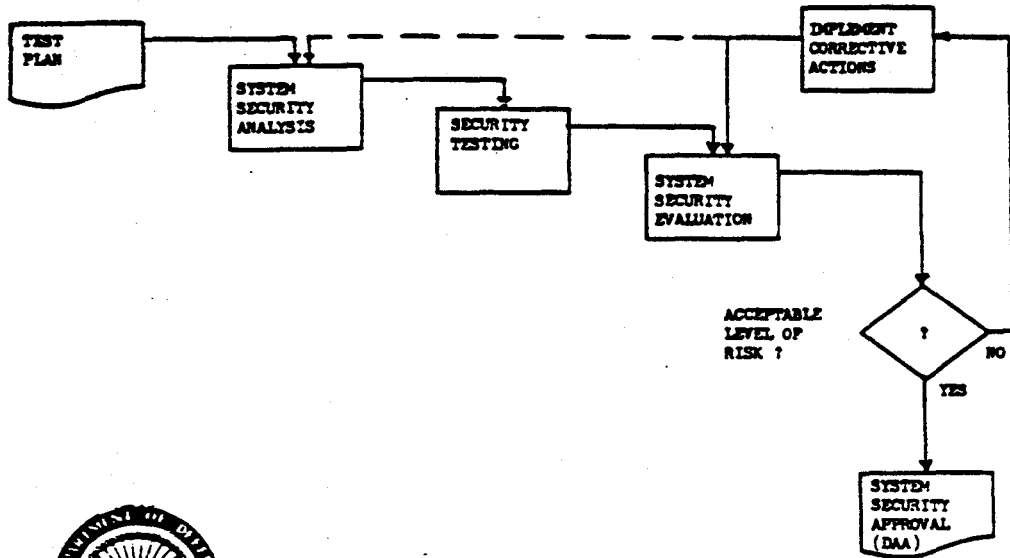 TEST
PLAN
IMPLEMENT
CORRECTIVE
ACTIONS
SYSTEM
SECURITY
ANALYSIS
SECURITY
TESTING
SYSTEM
SECURITY
EVALUATION
ACCEPTABLE
LEVEL OF
RISK ?
?
NO
YES
SYSTEM
SECURITY
APPROVAL
(DAA)